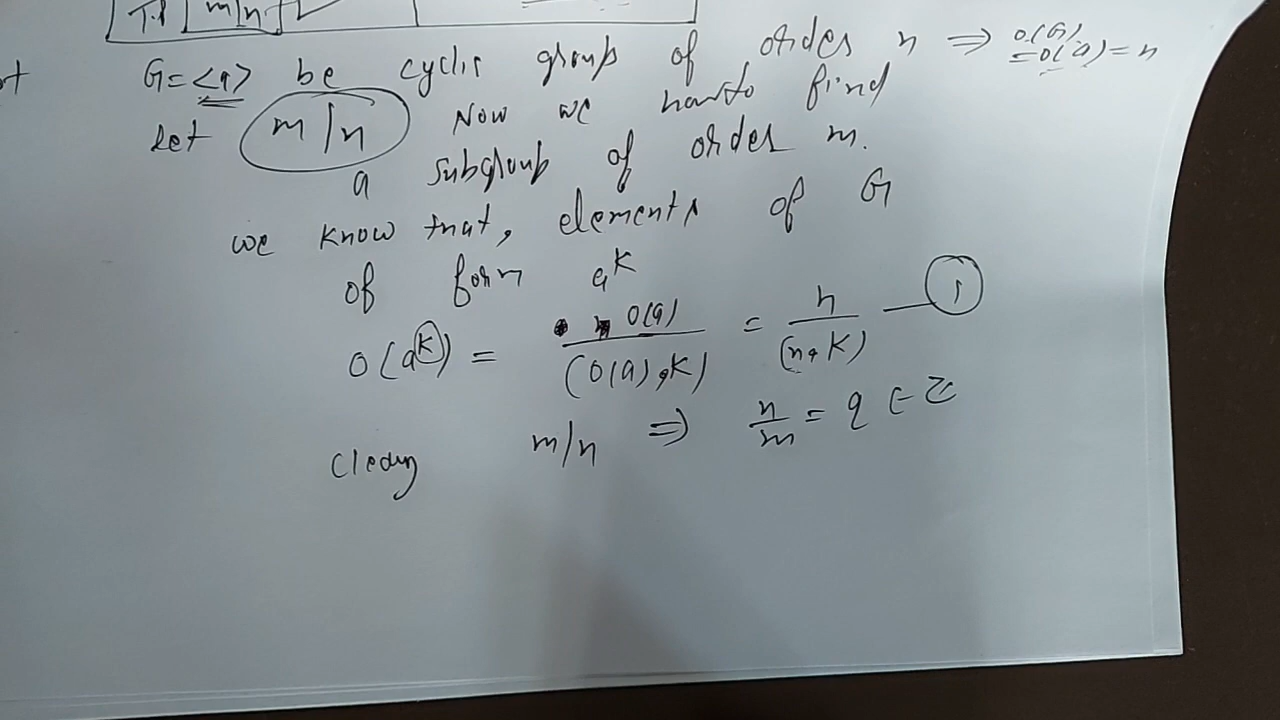 T.P m/n
G=<a> be cyclic group of order n ⇒ o(G) = o(a) = n
Let m/n Now we have to find
a subgroup of order m.
we know that, elements of G
of form a^k
o(a^k) = o(a)/(o(a),k) = n/(n,k) — 1
Clearly m/n ⇒ n/m = q ∈ Z